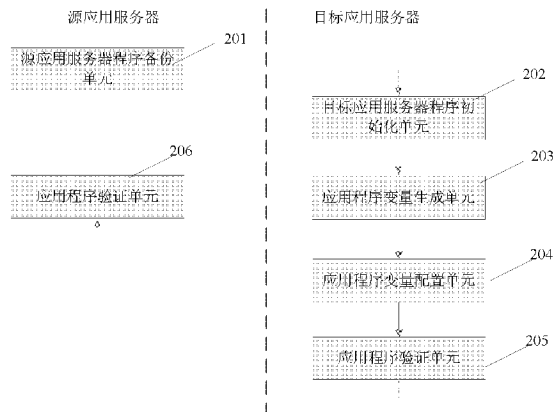 源应用服务器
目标应用服务器
201
源应用服务器程序备份
单元
202
目标应用服务器程序初
始化单元
206
应用程序验证单元
203
应用程序变量生成单元
204
应用程序变量配置单元
205
应用程序验证单元